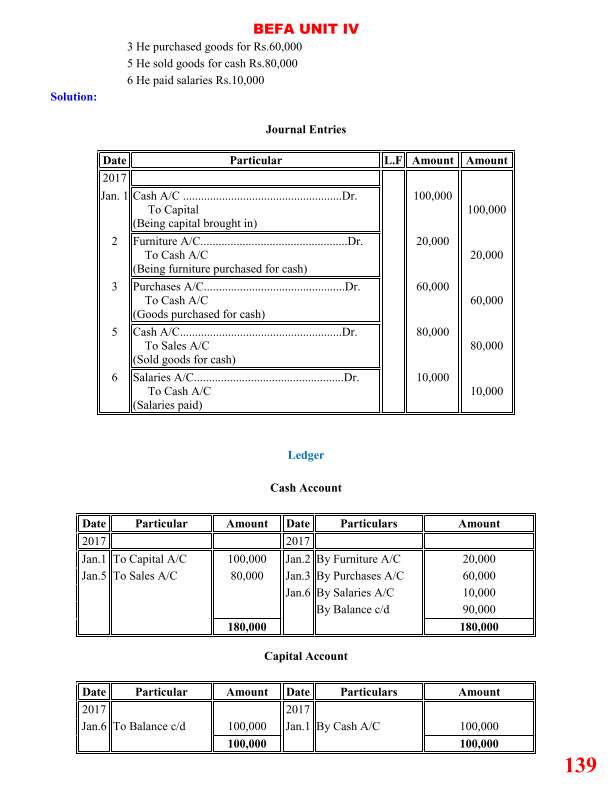 BEFA UNIT IV
3 He purchased goods for Rs.60,000
5 He sold goods for cash Rs.80,000
6 He paid salaries Rs.10,000
Solution:
Journal Entries
Date Particular L.F Amount Amount
2017
Jan. 1 Cash A/C .....................................................Dr. 100,000
To Capital 100,000
(Being capital brought in)
2 Furniture A/C.................................................Dr. 20,000
To Cash A/C 20,000
(Being furniture purchased for cash)
3 Purchases A/C...............................................Dr. 60,000
To Cash A/C 60,000
(Goods purchased for cash)
5 Cash A/C......................................................Dr. 80,000
To Sales A/C 80,000
(Sold goods for cash)
6 Salaries A/C..................................................Dr. 10,000
To Cash A/C 10,000
(Salaries paid)
Ledger
Cash Account
Date Particular Amount Date Particulars Amount
2017 2017
Jan.1 To Capital A/C 100,000 Jan.2 By Furniture A/C 20,000
Jan.5 To Sales A/C 80,000 Jan.3 By Purchases A/C 60,000
Jan.6 By Salaries A/C 10,000
By Balance c/d 90,000
180,000 180,000
Capital Account
Date Particular Amount Date Particulars Amount
2017 2017
Jan.6 To Balance c/d 100,000 Jan.1 By Cash A/C 100,000
100,000 100,000
139